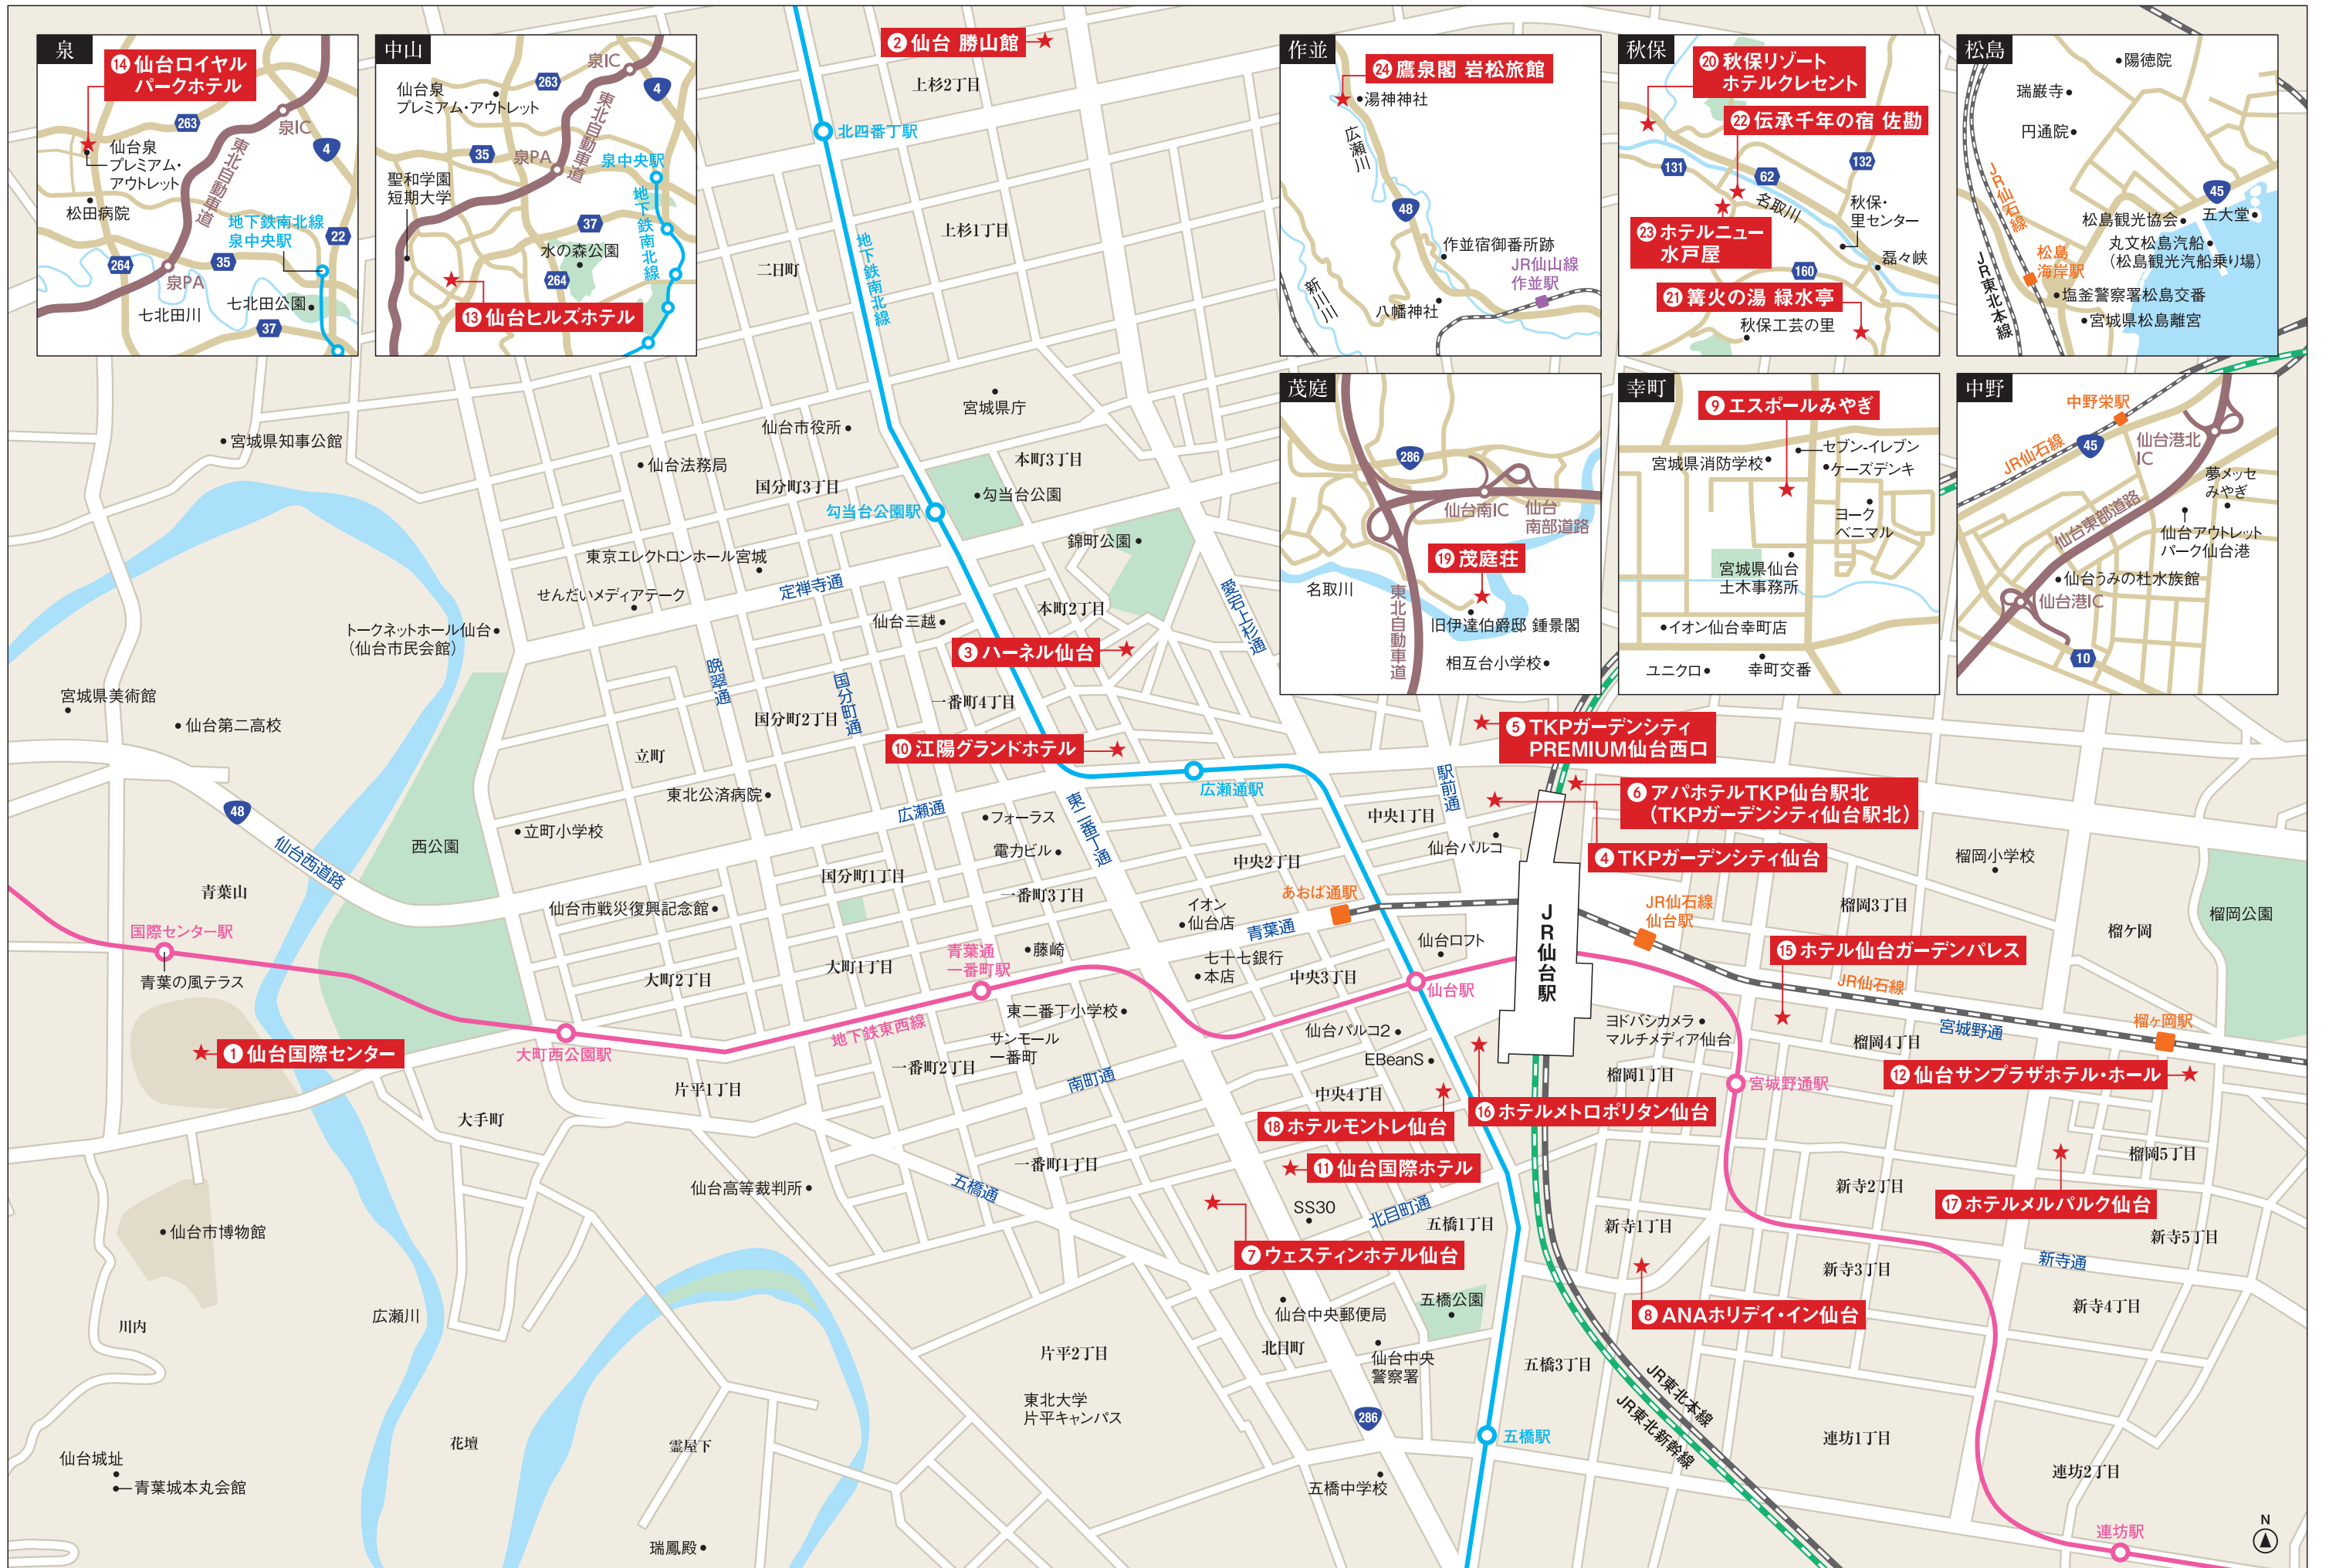 泉
⑭ 仙台ロイヤル
パークホテル
263
泉IC
4
仙台泉
プレミアム・
アウトレット
東北自動車道
松田病院
地下鉄南北線
泉中央駅
22
264
35
泉PA
七北田川
七北田公園
37
中山
泉IC
263
4
仙台泉
プレミアム・アウトレット
東北自動車道
35
泉PA
泉中央駅
聖和学園
短期大学
地下鉄南北線
37
水の森公園
264
⑬ 仙台ヒルズホテル
② 仙台 勝山館
上杉2丁目
北四番丁駅
上杉1丁目
地下鉄南北線
二日町
作並
㉔ 鷹泉閣 岩松旅館
湯神神社
広瀬川
48
作並宿御番所跡
JR仙山線
作並駅
新川川
八幡神社
秋保
⑳ 秋保リゾート
ホテルクレセント
㉒ 伝承千年の宿 佐勘
131
62
132
名取川
秋保・
里センター
㉓ ホテルニュー
水戸屋
磊々峡
160
㉑ 篝火の湯 緑水亭
秋保工芸の里
松島
陽徳院
瑞巌寺
円通院
JR仙石線
45
松島観光協会
五大堂
丸文松島汽船
（松島観光汽船乗り場）
松島
海岸駅
JR東北本線
塩釜警察署松島交番
宮城県松島離宮
茂庭
286
仙台南IC
仙台
南部道路
⑲ 茂庭荘
名取川
東北自動車道
旧伊達伯爵邸 鍾景閣
相互台小学校
幸町
⑨ エスポールみやぎ
セブン-イレブン
宮城県消防学校
ケーズデンキ
ヨーク
ベニマル
宮城県仙台
土木事務所
イオン仙台幸町店
ユニクロ
幸町交番
中野
中野栄駅
JR仙石線
45
仙台港北
IC
夢メッセ
みやぎ
仙台東部道路
仙台アウトレット
パーク仙台港
仙台うみの杜水族館
仙台港IC
10
宮城県庁
宮城県知事公館
仙台市役所
仙台法務局
本町3丁目
国分町3丁目
勾当台公園
勾当台公園駅
錦町公園
東京エレクトロンホール宮城
せんだいメディアテーク
定禅寺通
愛宕上杉通
本町2丁目
仙台三越
トークネットホール仙台
（仙台市民会館）
③ ハーネル仙台
晩翠通
国分町通
宮城県美術館
仙台第二高校
国分町2丁目
一番町4丁目
立町
⑩ 江陽グランドホテル
⑤ TKPガーデンシティ
PREMIUM仙台西口
広瀬通駅
駅前通
⑥ アパホテルTKP仙台駅北
（TKPガーデンシティ仙台駅北）
東北公済病院
広瀬通
東二番丁通
中央1丁目
48
仙台西道路
西公園
立町小学校
フォーラス
電力ビル
中央2丁目
仙台パルコ
④ TKPガーデンシティ仙台
榴岡小学校
青葉山
国分町1丁目
一番町3丁目
あおば通駅
JR仙石線
仙台駅
榴岡3丁目
榴岡公園
仙台市戦災復興記念館
イオン
仙台店
青葉通
JR仙台駅
榴ケ岡
国際センター駅
青葉の風テラス
青葉通
一番町駅
藤崎
仙台ロフト
⑮ ホテル仙台ガーデンパレス
大町2丁目
大町1丁目
七十七銀行
本店
中央3丁目
仙台駅
JR仙石線
東二番丁小学校
地下鉄東西線
大町西公園駅
サンモール
一番町
仙台パルコ2
ヨドバシカメラ
マルチメディア仙台
宮城野通
榴ケ岡駅
榴岡4丁目
① 仙台国際センター
EBeanS
一番町2丁目
南町通
榴岡1丁目
宮城野通駅
⑫ 仙台サンプラザホテル・ホール
片平1丁目
中央4丁目
⑯ ホテルメトロポリタン仙台
大手町
⑱ ホテルモントレ仙台
⑪ 仙台国際ホテル
一番町1丁目
榴岡5丁目
仙台高等裁判所
五橋通
新寺2丁目
⑰ ホテルメルパルク仙台
SS30
北目町通
五橋1丁目
新寺1丁目
仙台市博物館
⑦ ウェスティンホテル仙台
新寺5丁目
新寺通
新寺3丁目
⑧ ANAホリデイ・イン仙台
新寺4丁目
川内
広瀬川
五橋公園
仙台中央郵便局
北目町
仙台中央
警察署
片平2丁目
五橋3丁目
東北大学
片平キャンパス
JR東北本線
JR東北新幹線
286
五橋駅
連坊1丁目
花壇
霊屋下
仙台城址
青葉城本丸会館
五橋中学校
連坊2丁目
瑞鳳殿
連坊駅
N